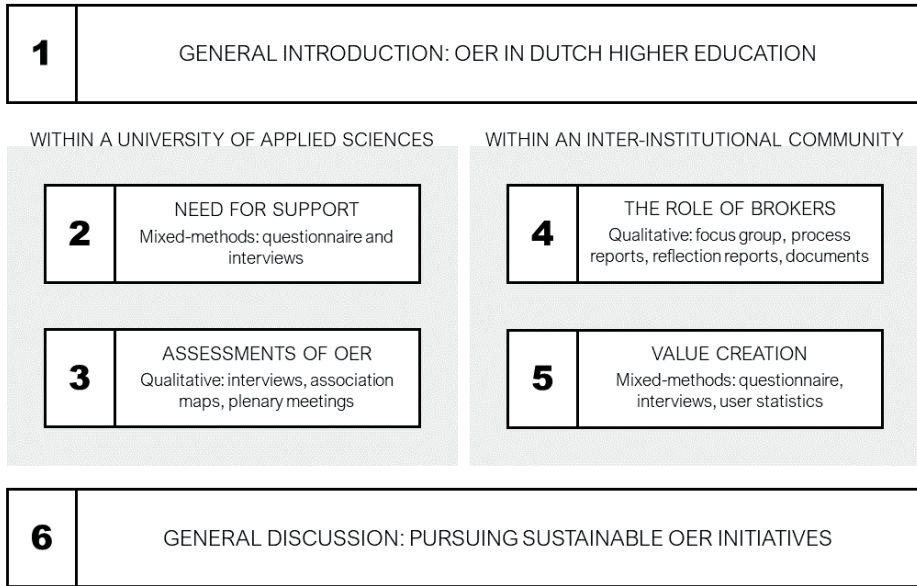 1
GENERAL INTRODUCTION: OER IN DUTCH HIGHER EDUCATION
WITHIN A UNIVERSITY OF APPLIED SCIENCES
2
NEED FOR SUPPORT
Mixed-methods: questionnaire and
interviews
3
ASSESSMENTS OF OER
Qualitative: interviews, association
maps, plenary meetings
WITHIN AN INTER-INSTITUTIONAL COMMUNITY
4
THE ROLE OF BROKERS
Qualitative: focus group, process
reports, reflection reports, documents
5
VALUE CREATION
Mixed-methods: questionnaire,
interviews, user statistics
6
GENERAL DISCUSSION: PURSUING SUSTAINABLE OER INITIATIVES